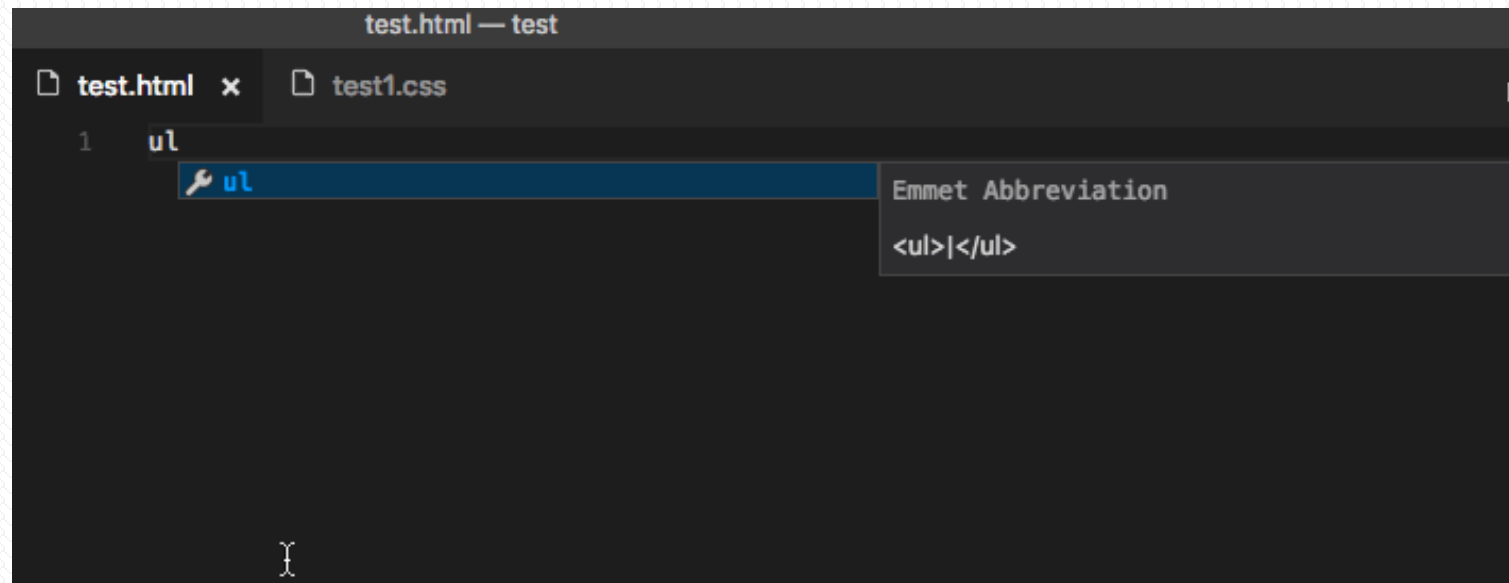 test.html — test
test.html × test1.css
1 ul
ul
Emmet Abbreviation
<ul>|</ul>